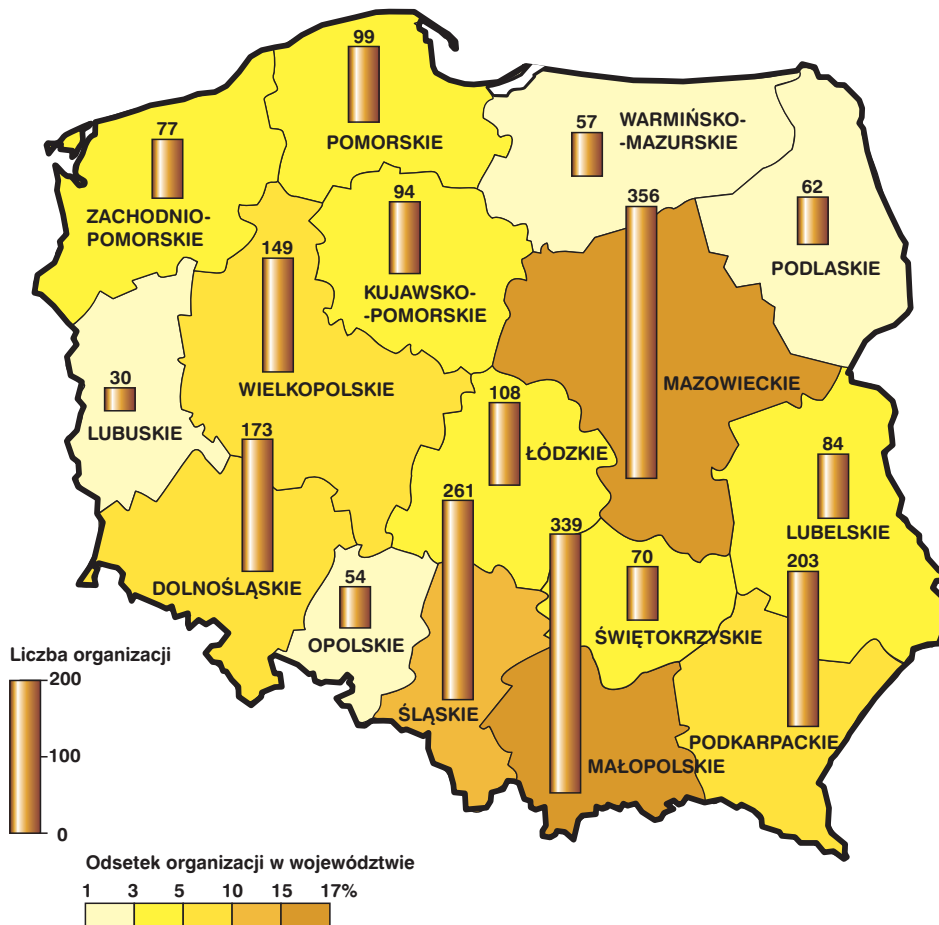 99
POMORSKIE
77
ZACHODNIO-
POMORSKIE
57
WARMIŃSKO-
-MAZURSKIE
62
PODLASKIE
94
KUJAWSKO-
-POMORSKIE
149
WIELKOPOLSKIE
356
MAZOWIECKIE
30
LUBUSKIE
108
ŁÓDZKIE
84
LUBELSKIE
173
DOLNOŚLĄSKIE
54
OPOLSKIE
261
ŚLĄSKIE
339
MAŁOPOLSKIE
70
ŚWIĘTOKRZYSKIE
203
PODKARPACKIE
Liczba organizacji
200
100
0
Odsetek organizacji w województwie
1 3 5 10 15 17%